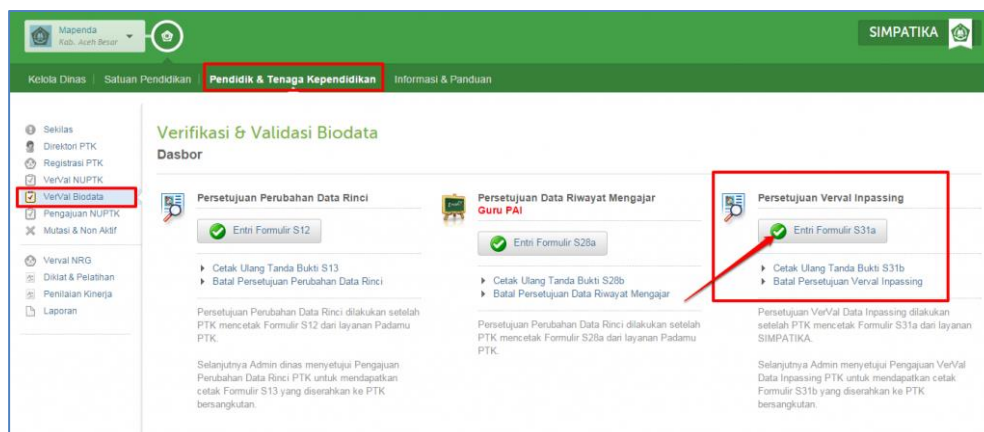 Mapenda
Kab. Aceh Besar
SIMPATIKA
Kelola Dinas | Satuan Pendidikan | Pendidik & Tenaga Kependidikan Informasi & Panduan
Sekilas
Direktori PTK
Registrasi PTK
VerVal NUPTK
VerVal Biodata
Pengajuan NUPTK
Mutasi & Non Aktif
Verval NRG
Diklat & Pelatihan
Penilaian Kinerja
Laporan
Verifikasi & Validasi Biodata
Dasbor
Persetujuan Perubahan Data Rinci
Entri Formulir S12
Cetak Ulang Tanda Bukti S13
Batal Persetujuan Perubahan Data Rinci
Persetujuan Perubahan Data Rinci dilakukan setelah
PTK mencetak Formulir S12 dari layanan Padamu
PTK.
Selanjutnya Admin dinas menyetujui Pengajuan
Perubahan Data Rinci PTK untuk mendapatkan
cetak Formulir S13 yang diserahkan ke PTK
bersangkutan.
Persetujuan Data Riwayat Mengajar
Guru PAI
Entri Formulir S28a
Cetak Ulang Tanda Bukti S28b
Batal Persetujuan Data Riwayat Mengajar
Persetujuan Perubahan Data Rinci dilakukan setelah
PTK mencetak Formulir S28a dari layanan Padamu
PTK.
Persetujuan Verval Inpassing
Entri Formulir S31a
Cetak Ulang Tanda Bukti S31b
Batal Persetujuan Verval Inpassing
Persetujuan VerVal Data Inpassing dilakukan
setelah PTK mencetak Formulir S31a dari layanan
SIMPATIKA.
Selanjutnya Admin menyetujui Pengajuan VerVal
Data Inpassing PTK untuk mendapatkan cetak
Formulir S31b yang diserahkan ke PTK
bersangkutan.